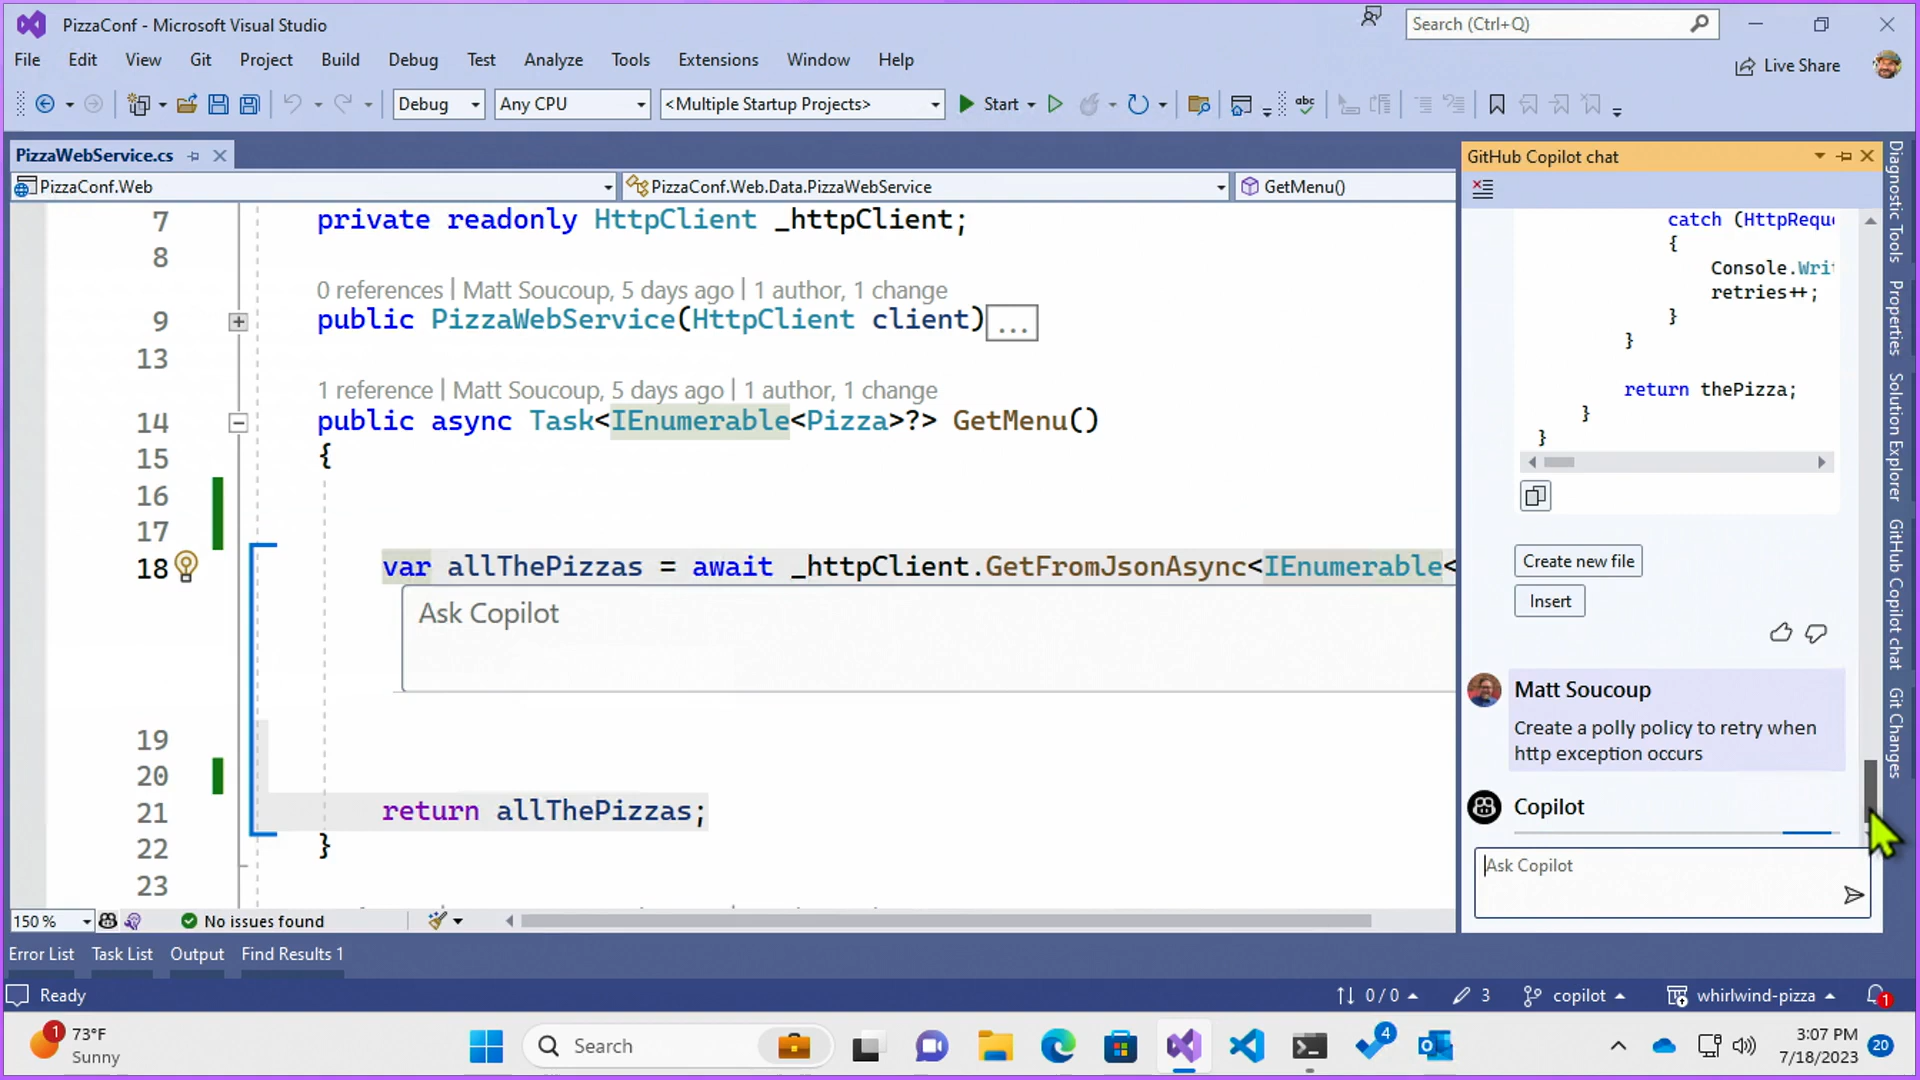 PizzaConf - Microsoft Visual Studio
Search (Ctrl+Q)
File Edit View Git Project Build Debug Test Analyze Tools Extensions Window Help
Live Share
Debug Any CPU <Multiple Startup Projects> Start
abc
PizzaWebService.cs
PizzaConf.Web PizzaConf.Web.Data.PizzaWebService GetMenu()
7 private readonly HttpClient _httpClient;
8
0 references | Matt Soucoup, 5 days ago | 1 author, 1 change
9 public PizzaWebService(HttpClient client)...
13
1 reference | Matt Soucoup, 5 days ago | 1 author, 1 change
14 public async Task<IEnumerable<Pizza>?> GetMenu()
15 {
16
17
18 var allThePizzas = await _httpClient.GetFromJsonAsync<IEnumerable<
Ask Copilot
19
20
21 return allThePizzas;
22 }
23
150 % No issues found
GitHub Copilot chat
catch (HttpReque
{
Console.Writ
retries++;
}
}
return thePizza;
}
}
Create new file
Insert
Matt Soucoup
Create a polly policy to retry when
http exception occurs
Copilot
Ask Copilot
Diagnostic Tools
Properties
Solution Explorer
GitHub Copilot chat
Git Changes
Error List Task List Output Find Results 1
Ready
0 / 0 3 copilot whirlwind-pizza 1
1 73°F
Sunny
Search
4
3:07 PM
7/18/2023
20